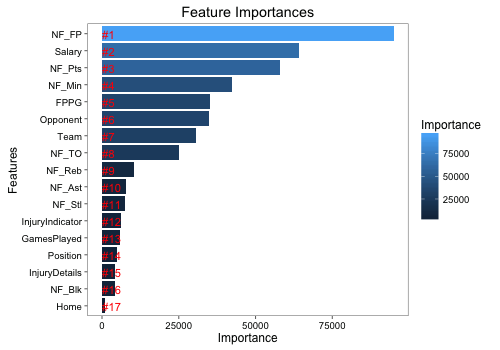 Feature Importances
NF_FP #1
Salary #2
NF_Pts #3
NF_Min #4
FPPG #5
Opponent #6
Team #7
NF_TO #8
NF_Reb #9
NF_Ast #10
NF_Stl #11
InjuryIndicator #12
GamesPlayed #13
Position #14
InjuryDetails #15
NF_Blk #16
Home #17
Features
0 25000 50000 75000
Importance
Importance
75000
50000
25000